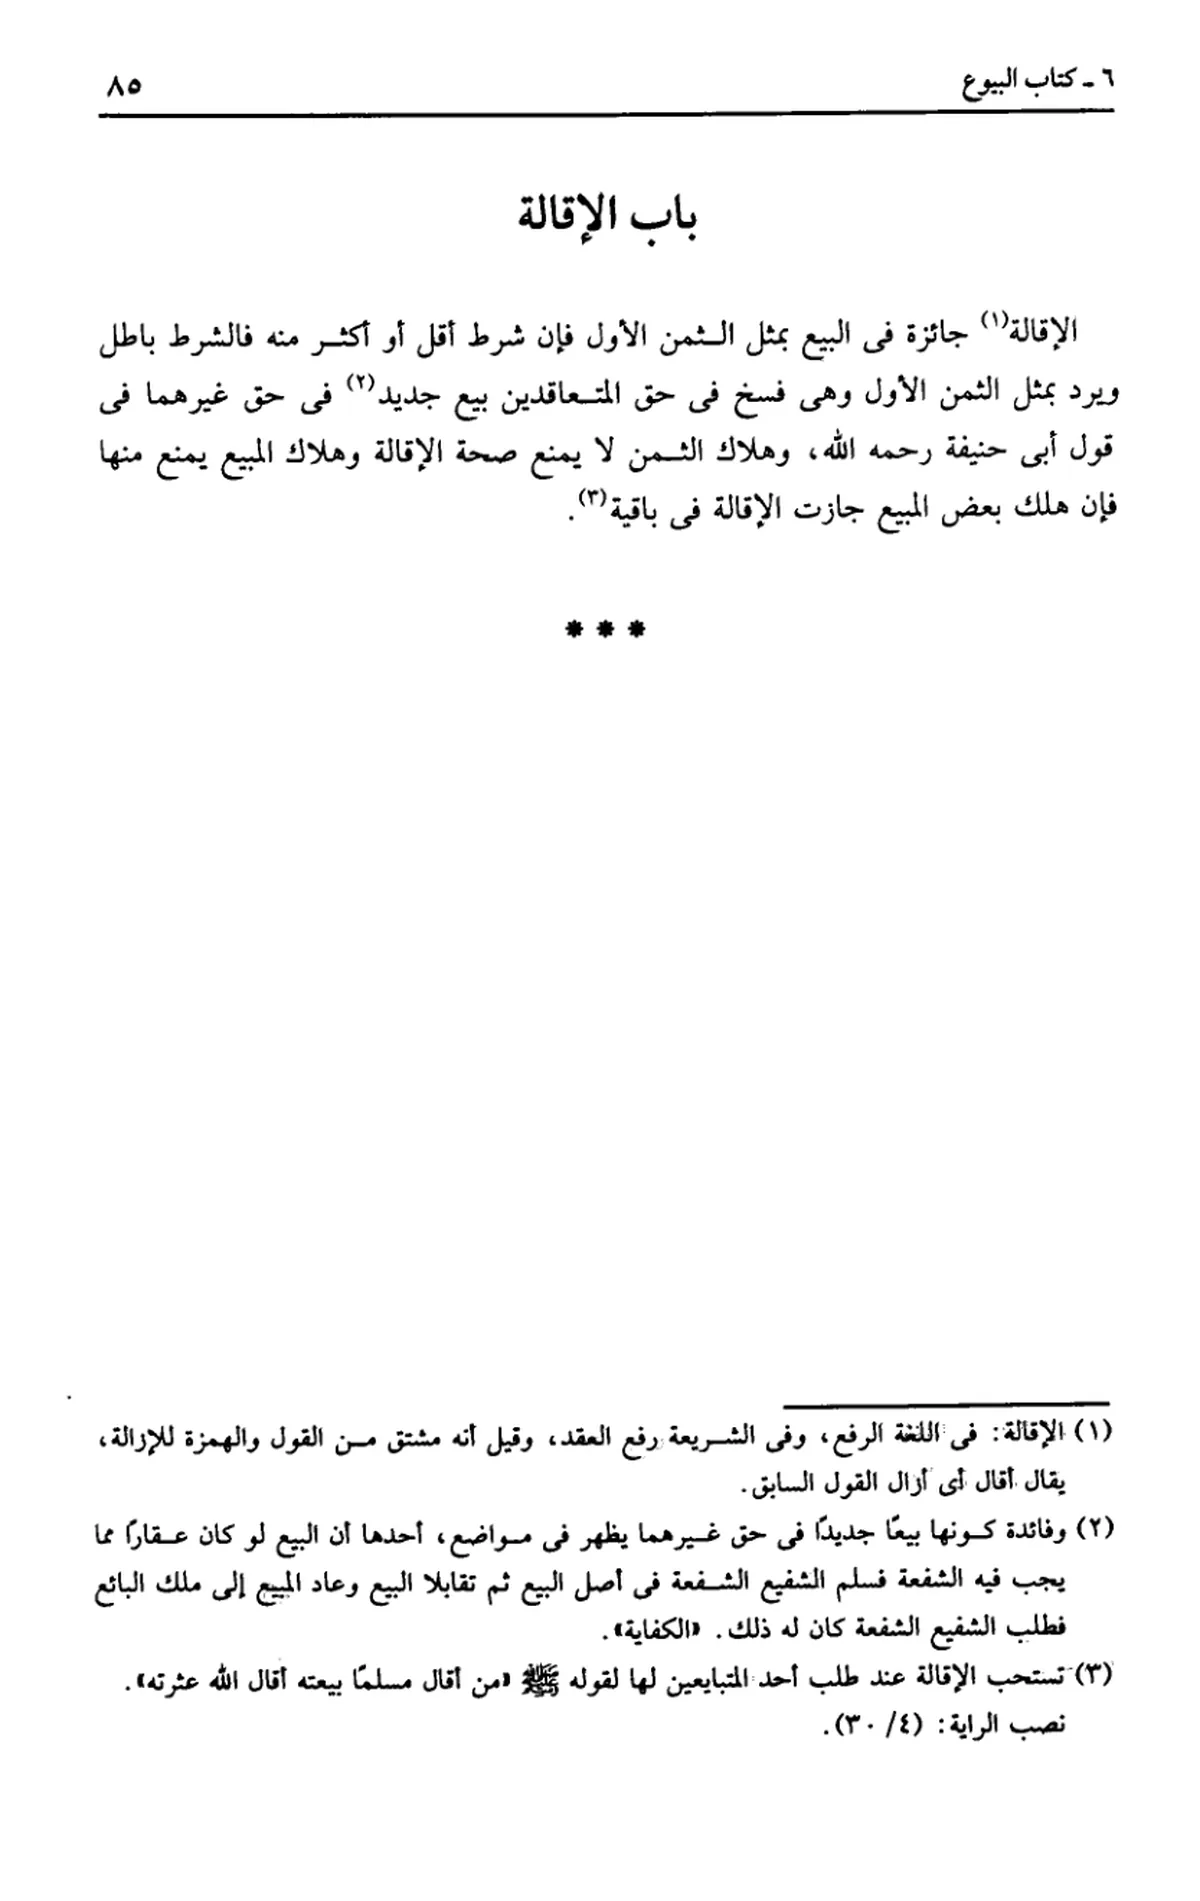 ٦ - كتاب البيوع ٨٥
باب الإقالة
الإقالة(١) جائزة فى البيع بمثل الثمن الأول فإن شرط أقل أو أكثر منه فالشرط باطل
ويرد بمثل الثمن الأول وهى فسخ فى حق المتعاقدين بيع جديد(٢) فى حق غيرهما فى
قول أبى حنيفة رحمه الله، وهلاك الثمن لا يمنع صحة الإقالة وهلاك المبيع يمنع منها
فإن هلك بعض المبيع جازت الإقالة فى باقية(٣).
* * *
(١) الإقالة: فى اللغة الرفع، وفى الشريعة رفع العقد، وقيل أنه مشتق من القول والهمزة للإزالة،
يقال أقال أى أزال القول السابق.
(٢) وفائدة كونها بيعًا جديدًا فى حق غيرهما يظهر فى مواضع، أحدها أن البيع لو كان عقارًا مما
يجب فيه الشفعة فسلم الشفيع الشفعة فى أصل البيع ثم تقابلا البيع وعاد المبيع إلى ملك البائع
فطلب الشفيع الشفعة كان له ذلك. «الكفاية».
(٣) تستحب الإقالة عند طلب أحد المتبايعين لها لقوله ﷺ «من أقال مسلمًا بيعته أقال الله عثرته».
نصب الراية: (٤/ ٣٠).